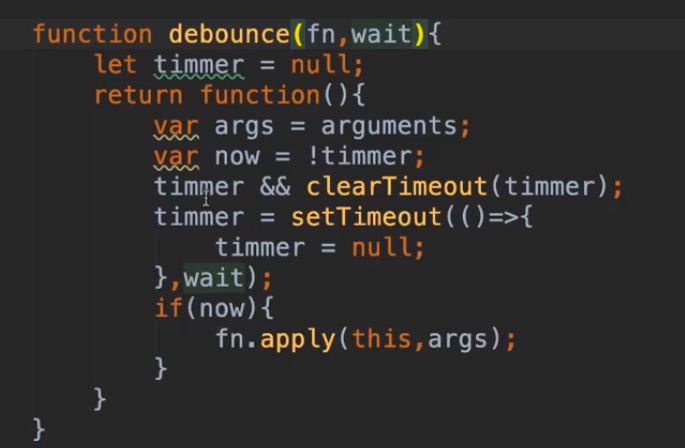 function debounce(fn,wait){
let timmer = null;
return function(){
var args = arguments;
var now = !timmer;
timmer && clearTimeout(timmer);
timmer = setTimeout(()=>{
timmer = null;
},wait);
if(now){
fn.apply(this,args);
}
}
}